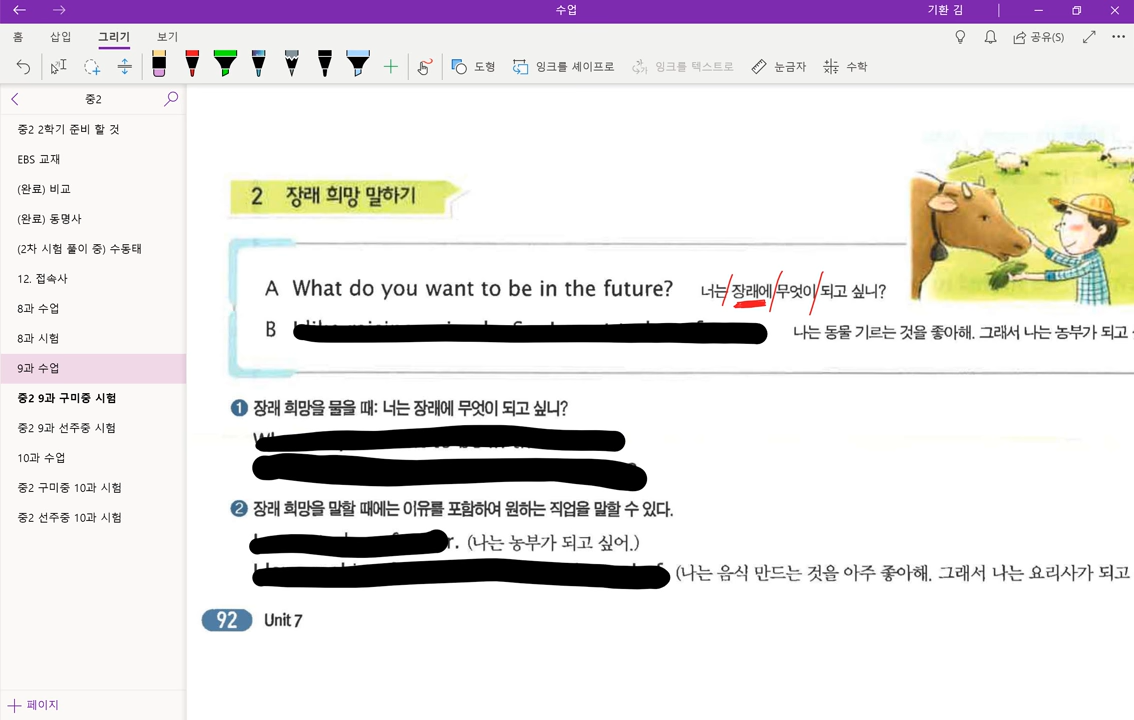 수업
기환 김
홈 삽입 그리기 보기
공유(S)
도형 잉크를 셰이프로 잉크를 텍스트로 눈금자 수학
중2
중2 2학기 준비 할 것
EBS 교재
(완료) 비교
(완료) 동명사
(2차 시험 풀이 중) 수동태
12. 접속사
8과 수업
8과 시험
9과 수업
중2 9과 구미중 시험
중2 9과 선주중 시험
10과 수업
중2 구미중 10과 시험
중2 선주중 10과 시험
페이지
2 장래 희망 말하기
A What do you want to be in the future? 너는 장래에 무엇이 되고 싶니?
B 나는 동물 기르는 것을 좋아해. 그래서 나는 농부가 되고
1 장래 희망을 물을 때: 너는 장래에 무엇이 되고 싶니?
2 장래 희망을 말할 때에는 이유를 포함하여 원하는 직업을 말할 수 있다.
r. (나는 농부가 되고 싶어.)
(나는 음식 만드는 것을 아주 좋아해. 그래서 나는 요리사가 되고
92 Unit 7